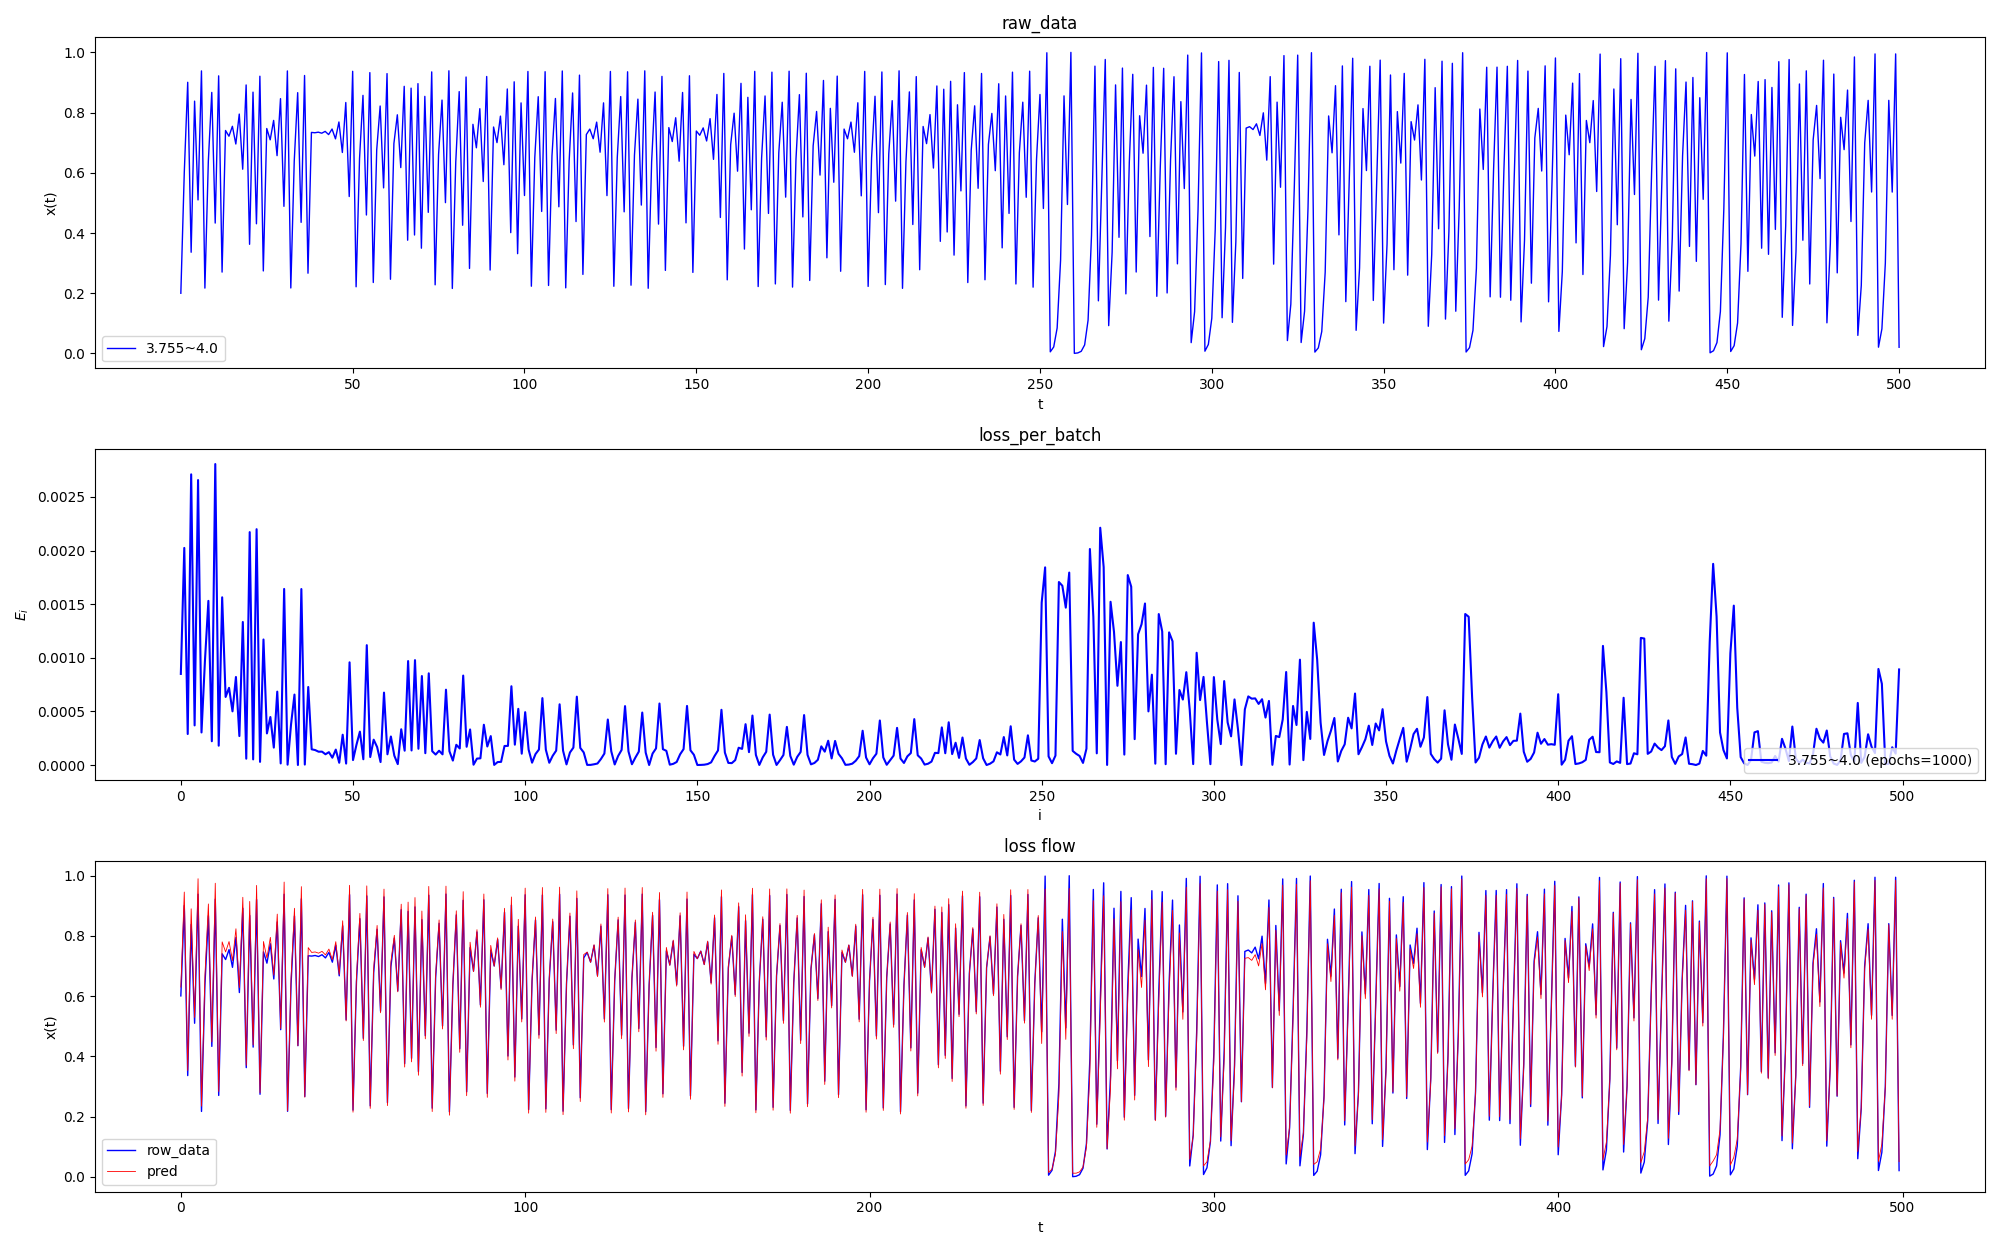 raw_data
1.0
0.8
0.6
0.4
0.2
0.0
x(t)
3.755~4.0
50 100 150 200 250 300 350 400 450 500
t
loss_per_batch
0.0025
0.0020
0.0015
0.0010
0.0005
0.0000
E_i
3.755~4.0 (epochs=1000)
0 50 100 150 200 250 300 350 400 450 500
i
loss flow
1.0
0.8
0.6
0.4
0.2
0.0
x(t)
row_data
pred
0 100 200 300 400 500
t